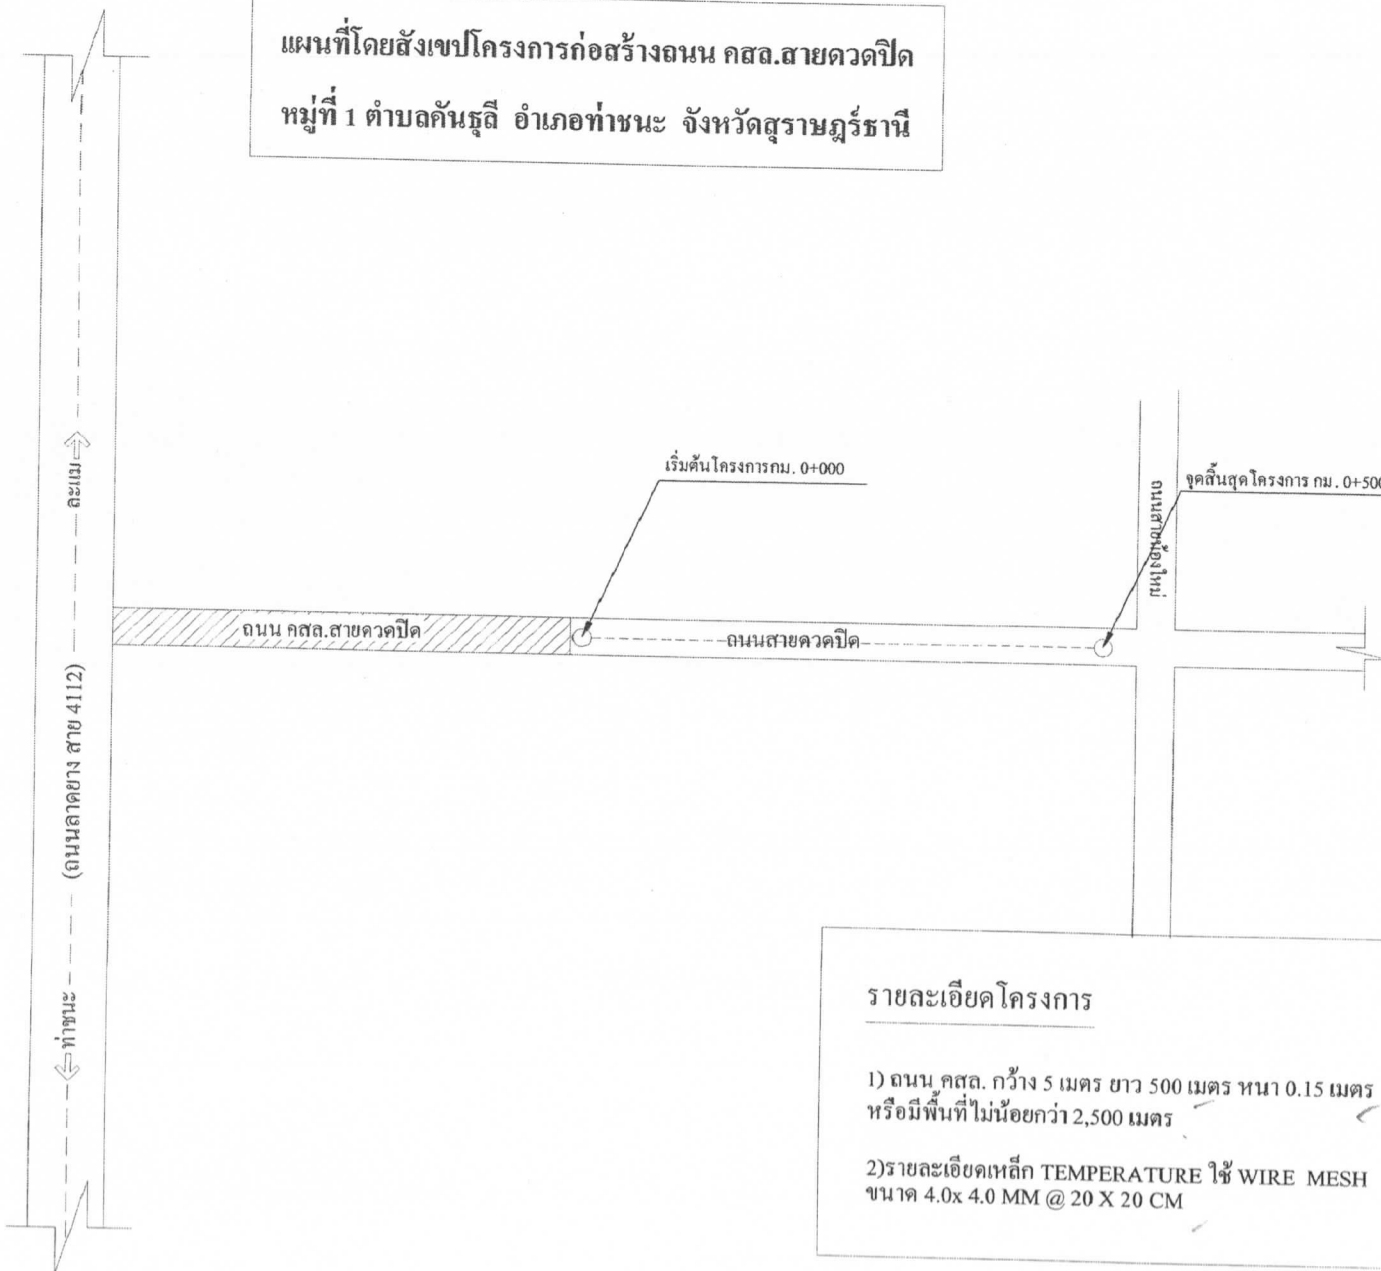 แผนที่โดยสังเขปโครงการก่อสร้างถนน คสล.สายดวดปิด
หมู่ที่ 1 ตำบลคันธุลี อำเภอท่าชนะ จังหวัดสุราษฎร์ธานี
ละแม
เริ่มต้นโครงการกม. 0+000
จุดสิ้นสุดโครงการ กม. 0+500
ถนนสายน้องใหม่
ถนน คสล.สายดวดปิด
ถนนสายดวดปิด
(ถนนลาดยาง สาย 4112)
ท่าชนะ
รายละเอียดโครงการ
1) ถนน คสล. กว้าง 5 เมตร ยาว 500 เมตร หนา 0.15 เมตร
หรือมีพื้นที่ไม่น้อยกว่า 2,500 เมตร
2)รายละเอียดเหล็ก TEMPERATURE ใช้ WIRE MESH
ขนาด 4.0x 4.0 MM @ 20 X 20 CM